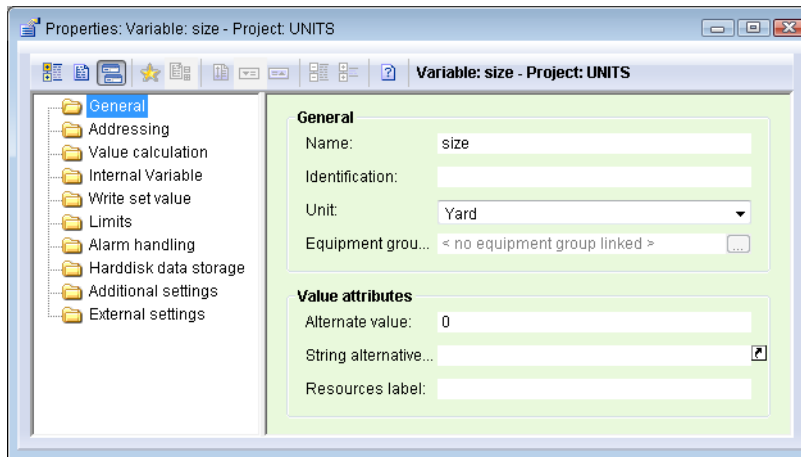 Properties: Variable: size - Project: UNITS
Variable: size - Project: UNITS
General
Addressing
Value calculation
Internal Variable
Write set value
Limits
Alarm handling
Harddisk data storage
Additional settings
External settings
General
Name: size
Identification:
Unit: Yard
Equipment grou... < no equipment group linked > ...
Value attributes
Alternate value: 0
String alternative...
Resources label: